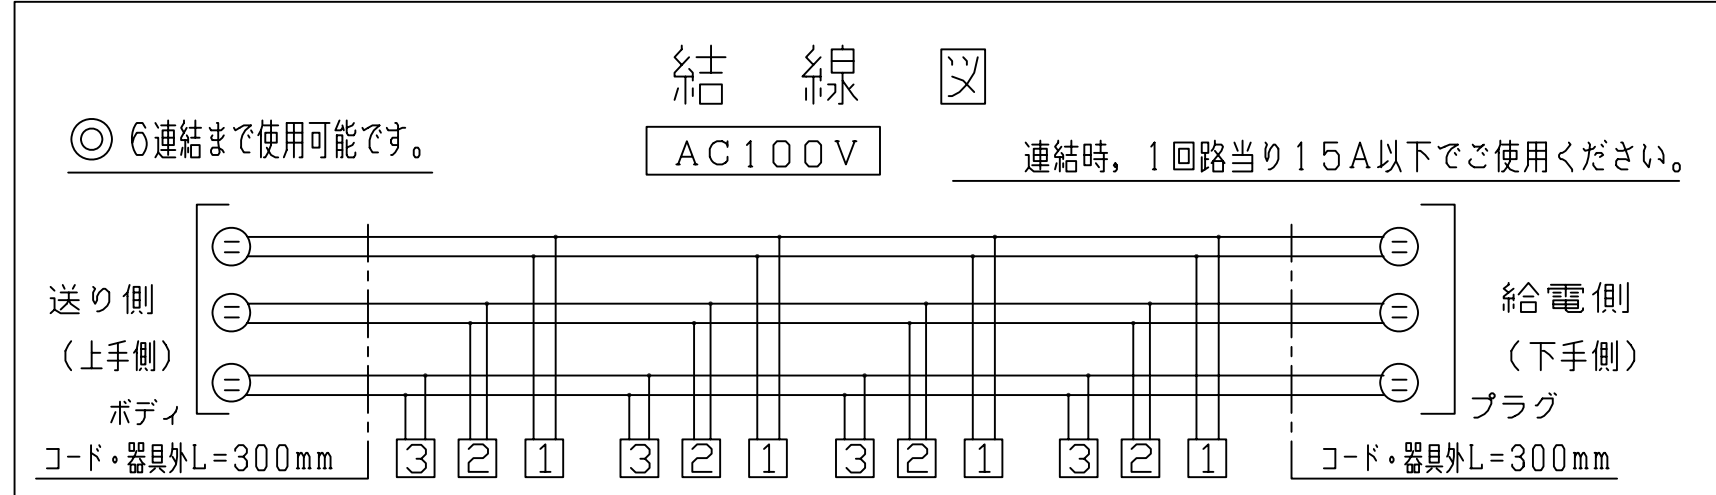 結線図
◎ 6連結まで使用可能です。
AC100V
連結時，1回路当り15A以下でご使用ください。
送り側
(上手側)
ボディ
コード・器具外L=300mm
給電側
(下手側)
プラグ
コード・器具外L=300mm
3 2 1 3 2 1 3 2 1 3 2 1